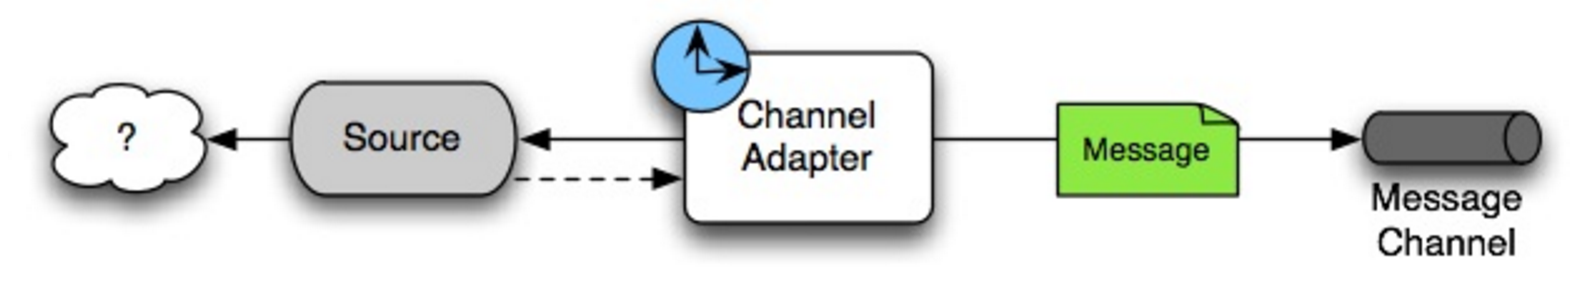 ?
Source
Channel
Adapter
Message
Message
Channel